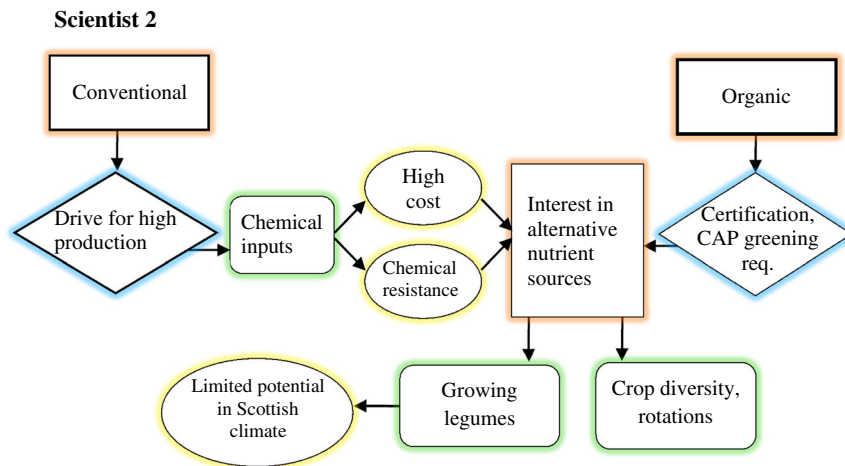 Scientist 2
Conventional
Organic
Drive for high
production
Chemical
inputs
High
cost
Chemical
resistance
Interest in
alternative
nutrient
sources
Certification,
CAP greening
req.
Limited potential
in Scottish
climate
Growing
legumes
Crop diversity,
rotations